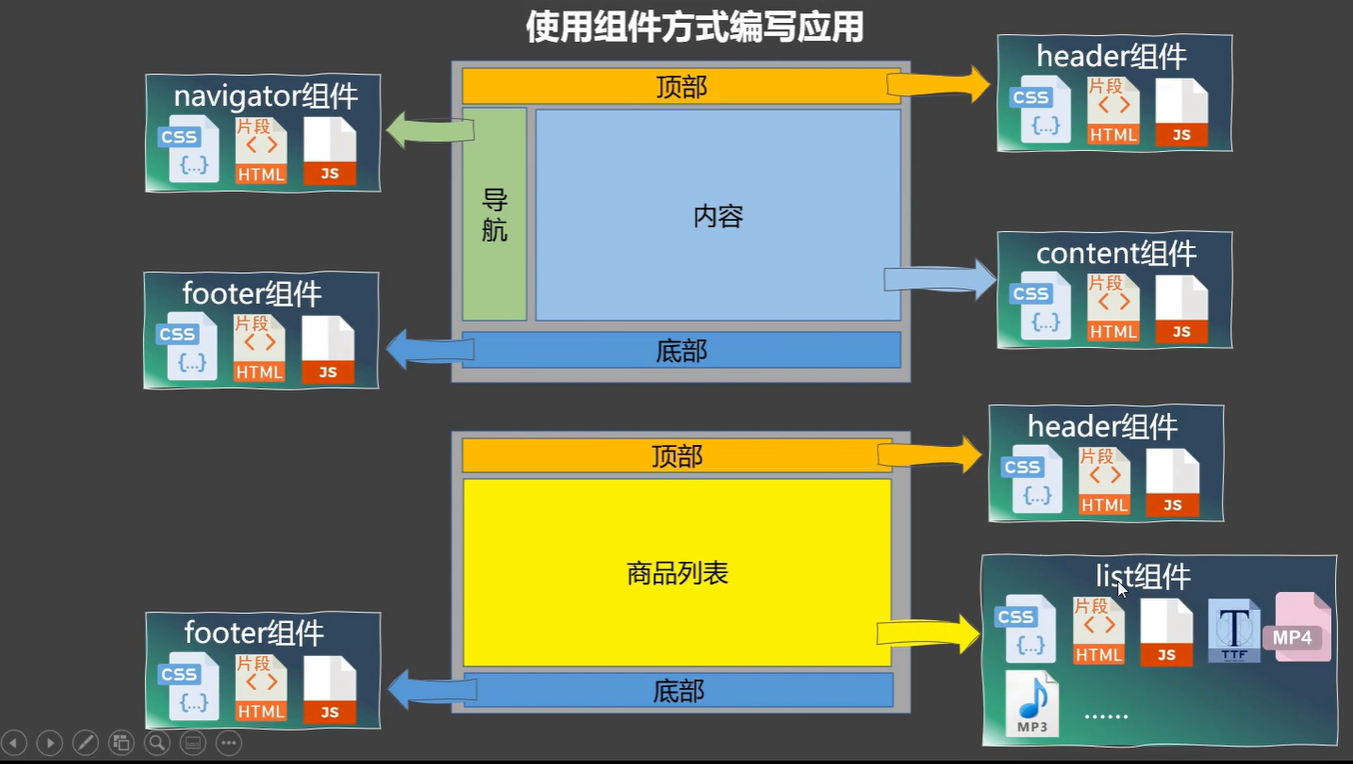 使用组件方式编写应用
navigator组件
CSS
{...}
片段
< >
HTML
JS
顶部
导
航
内容
底部
header组件
CSS
{...}
片段
< >
HTML
JS
footer组件
CSS
{...}
片段
< >
HTML
JS
content组件
CSS
{...}
片段
< >
HTML
JS
顶部
商品列表
底部
header组件
CSS
{...}
片段
< >
HTML
JS
footer组件
CSS
{...}
片段
< >
HTML
JS
list组件
CSS
{...}
片段
< >
HTML
JS
T
TTF
MP4
MP3
......